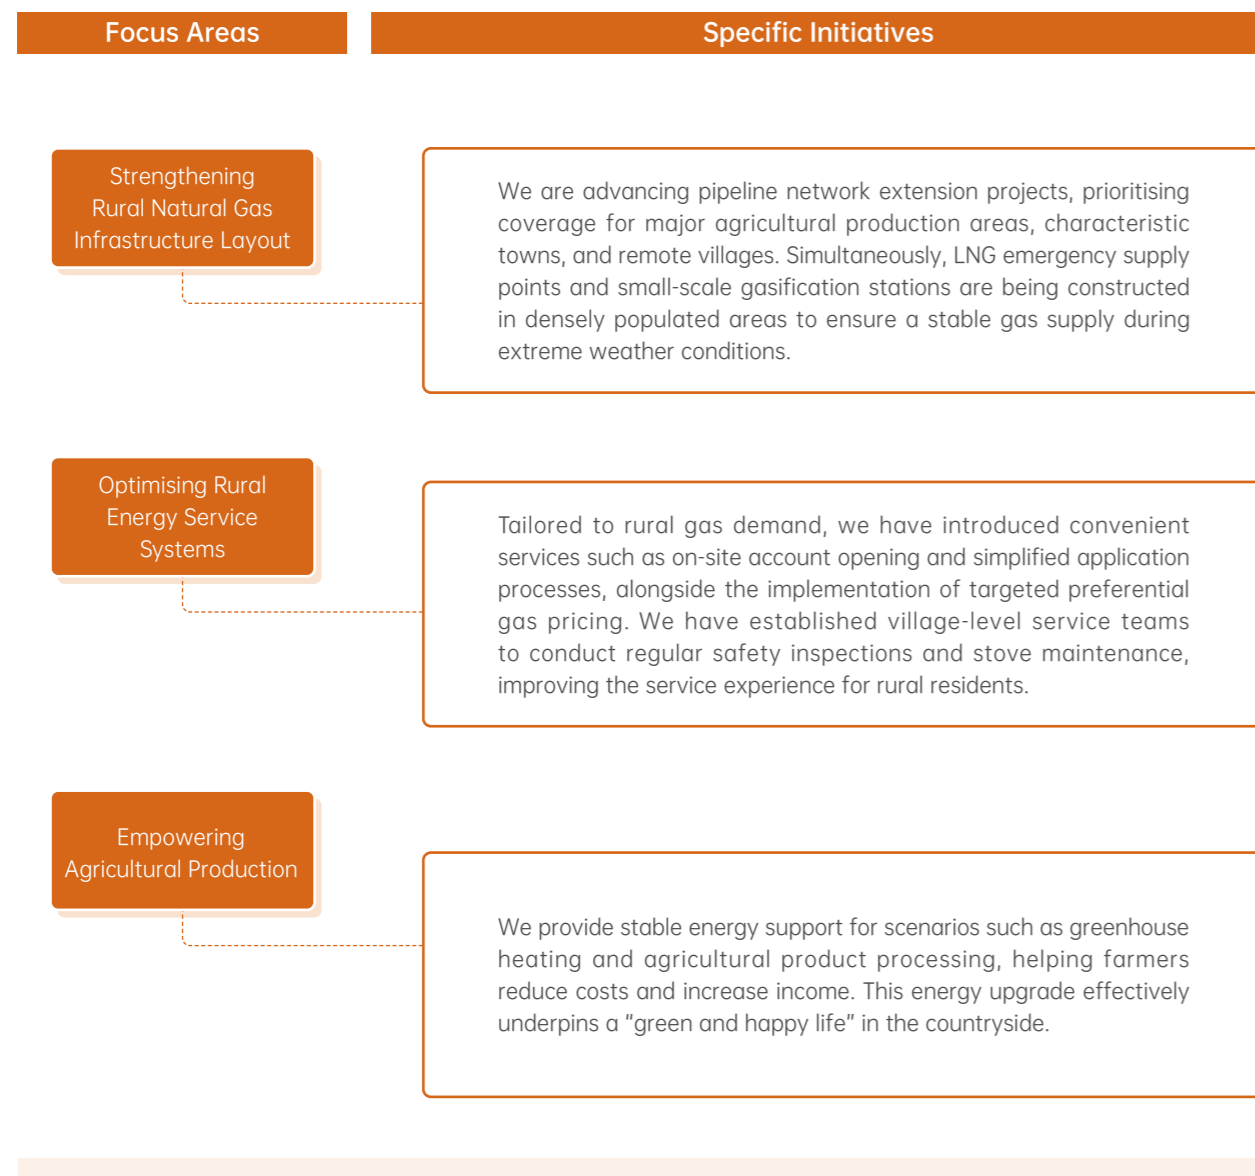 Focus Areas
Specific Initiatives
Strengthening
Rural Natural Gas
Infrastructure Layout
We are advancing pipeline network extension projects, prioritising
coverage for major agricultural production areas, characteristic
towns, and remote villages. Simultaneously, LNG emergency supply
points and small-scale gasification stations are being constructed
in densely populated areas to ensure a stable gas supply during
extreme weather conditions.
Optimising Rural
Energy Service
Systems
Tailored to rural gas demand, we have introduced convenient
services such as on-site account opening and simplified application
processes, alongside the implementation of targeted preferential
gas pricing. We have established village-level service teams
to conduct regular safety inspections and stove maintenance,
improving the service experience for rural residents.
Empowering
Agricultural Production
We provide stable energy support for scenarios such as greenhouse
heating and agricultural product processing, helping farmers
reduce costs and increase income. This energy upgrade effectively
underpins a "green and happy life" in the countryside.